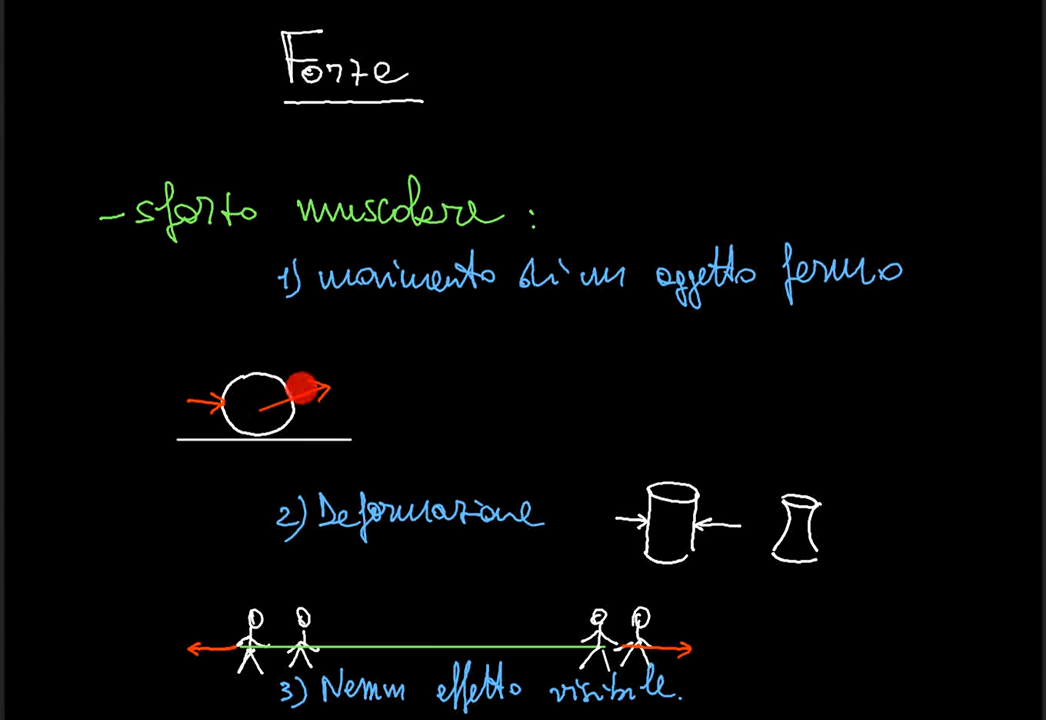 Forze
- sforzo muscolare :
1) movimento di un oggetto fermo
2) Deformazione
3) Nessun effetto visibile.